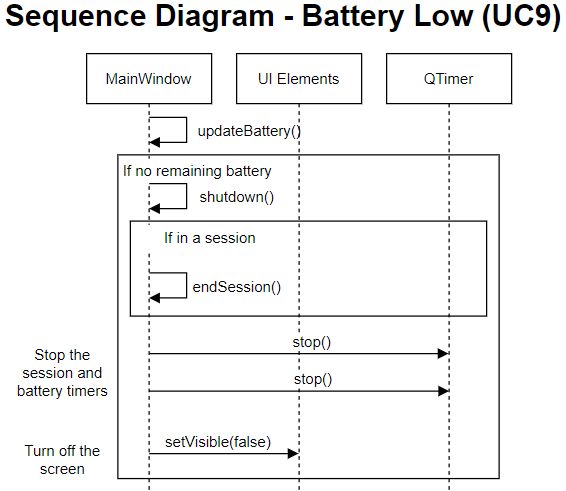 Sequence Diagram - Battery Low (UC9)
MainWindow
UI Elements
QTimer
updateBattery()
If no remaining battery
shutdown()
If in a session
endSession()
stop()
Stop the
session and
battery timers
stop()
setVisible(false)
Turn off the
screen